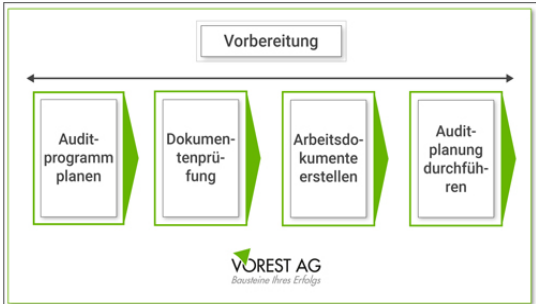 Vorbereitung
Audit-
programm
planen
Dokumen-
tenprü-
fung
Arbeitsdo-
kumente
erstellen
Audit-
planung
durchfüh-
ren
VOREST AG
Bausteine Ihres Erfolgs